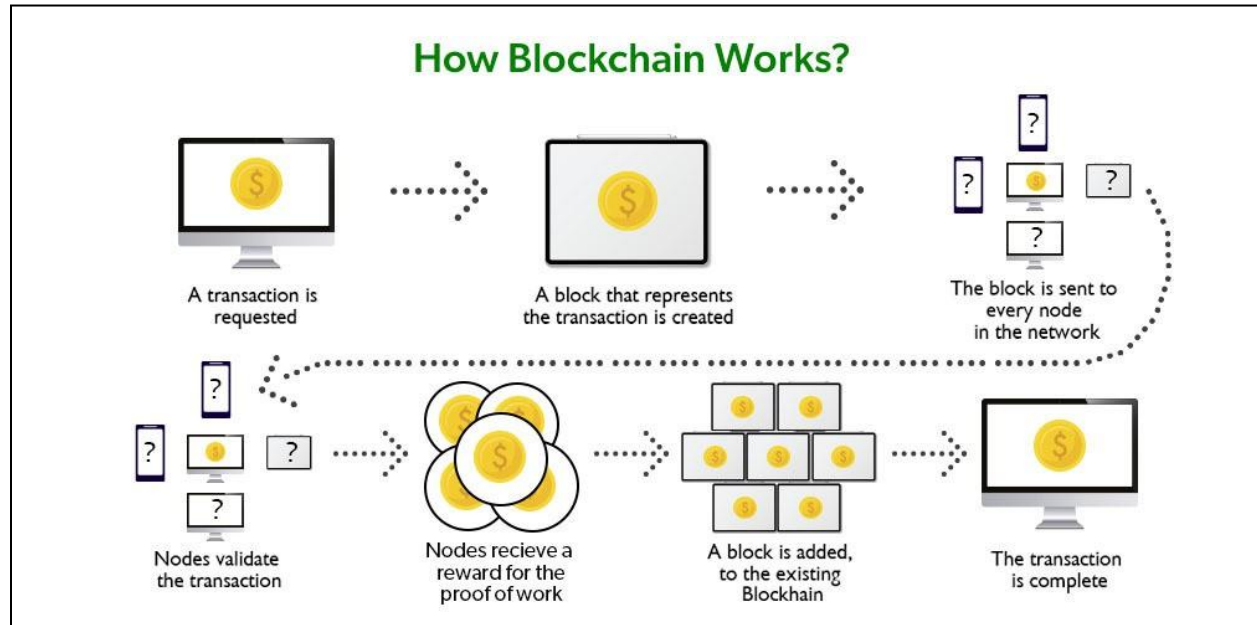 How Blockchain Works?
$
$
?
?
$
?
?
A transaction is
requested
A block that represents
the transaction is created
The block is sent to
every node
in the network
?
?
$
?
?
$
$
$
$
$
$
$
$
$
$
$
$
$
Nodes validate
the transaction
Nodes recieve a
reward for the
proof of work
A block is added,
to the existing
Blockhain
The transaction
is complete